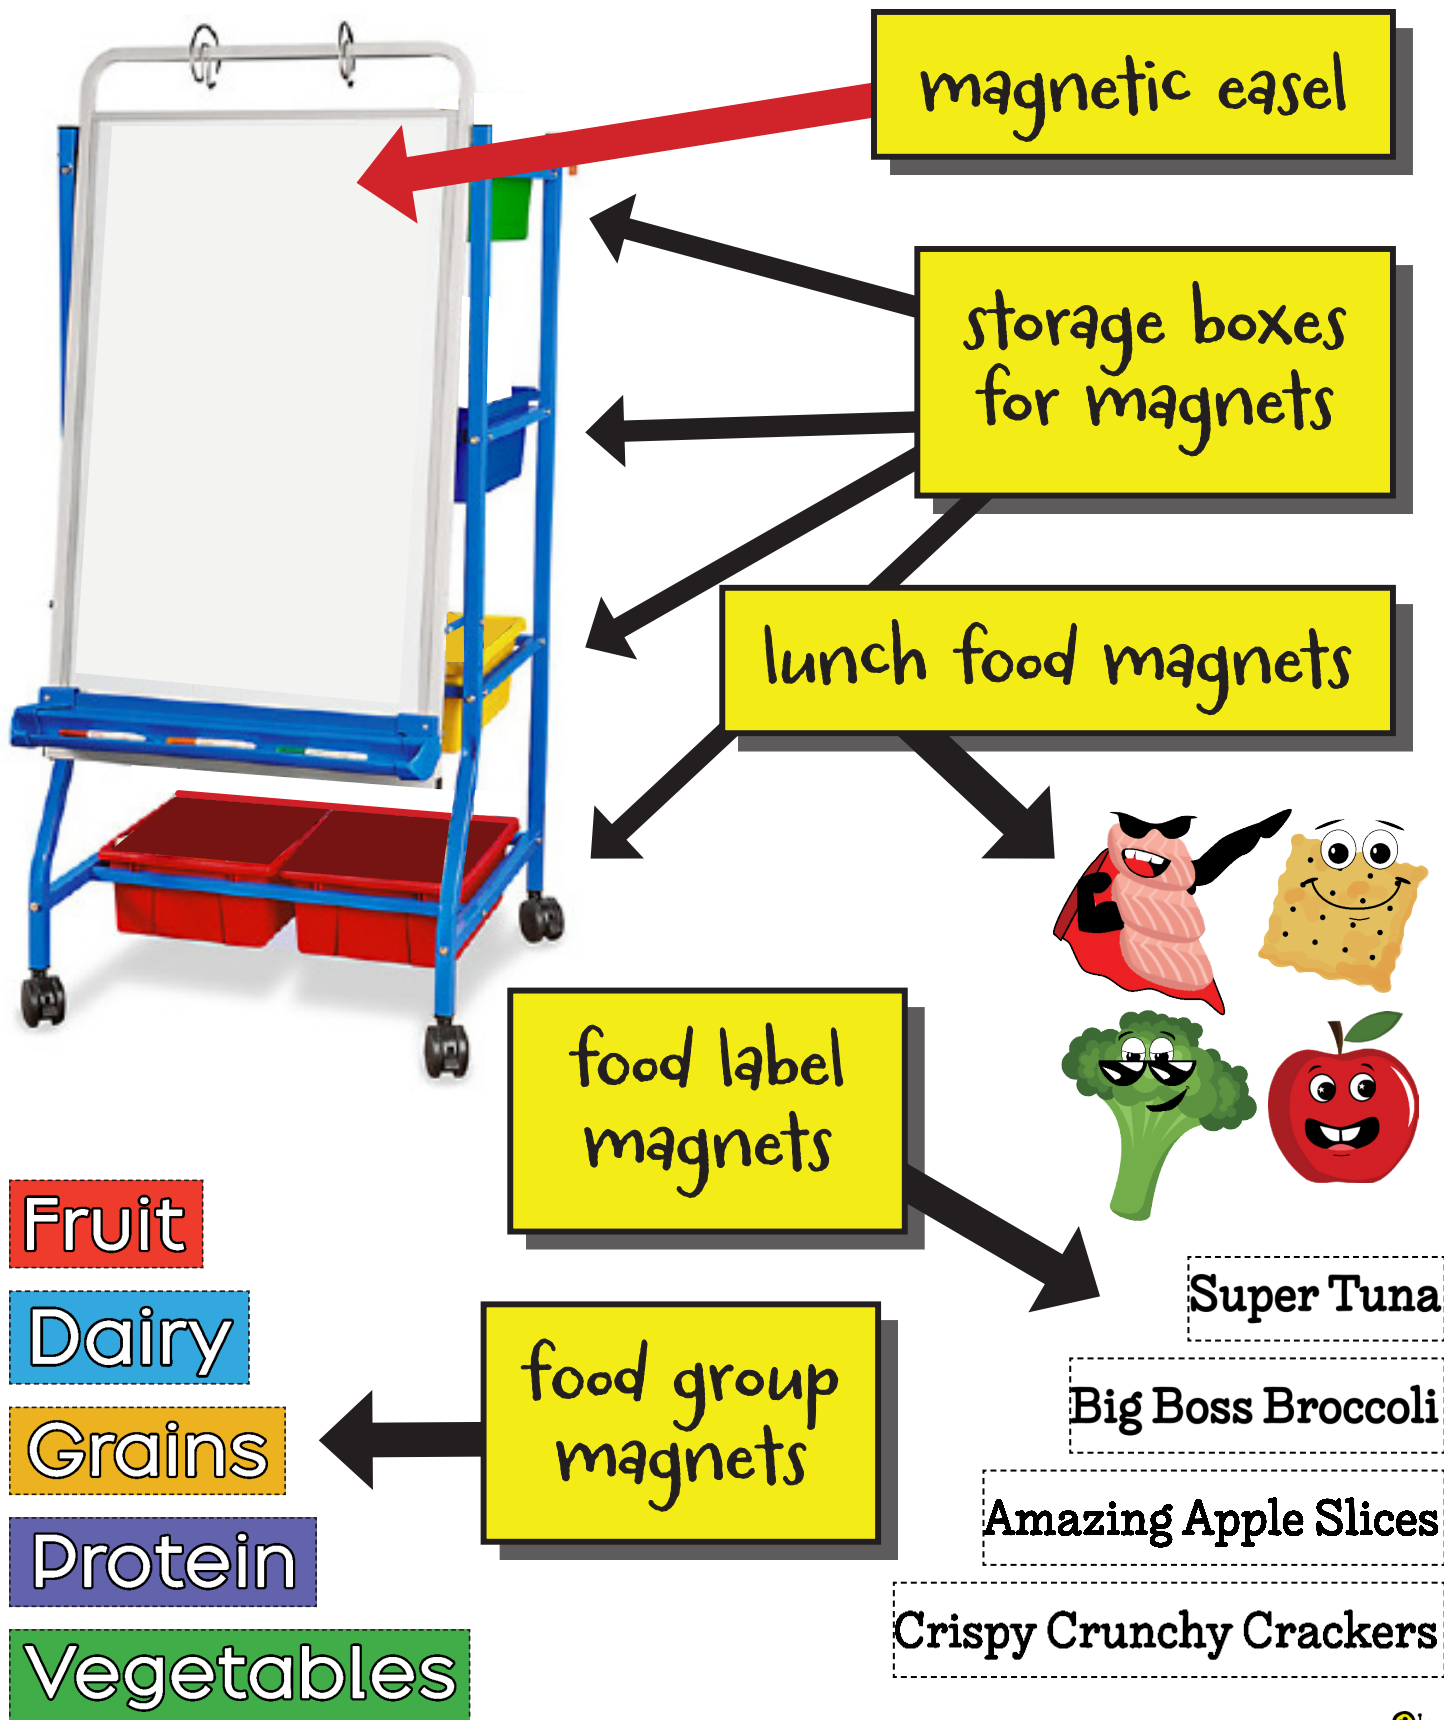 magnetic easel
storage boxes
for magnets
lunch food magnets
food label
magnets
food group
magnets
Fruit
Dairy
Grains
Protein
Vegetables
Super Tuna
Big Boss Broccoli
Amazing Apple Slices
Crispy Crunchy Crackers